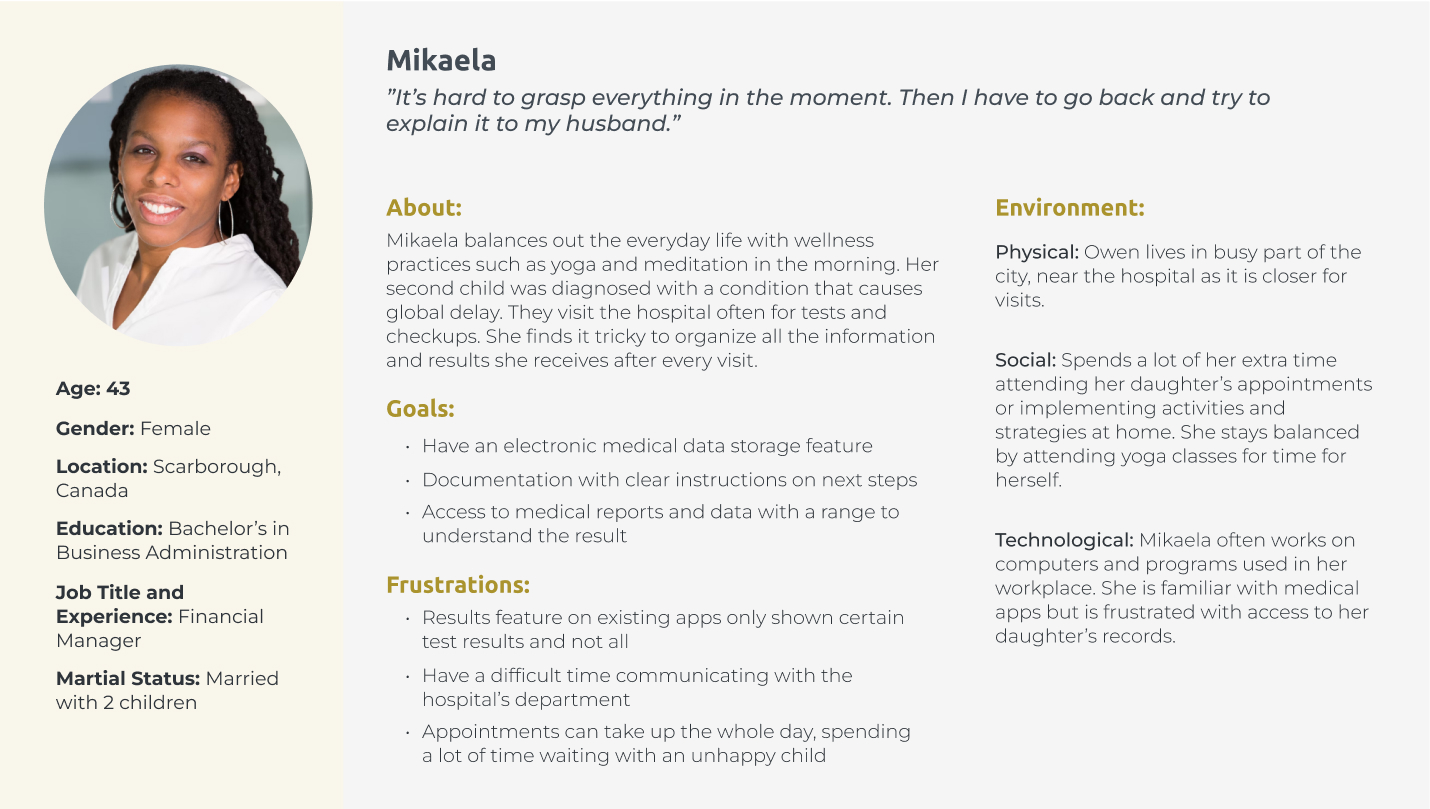 Mikaela
”It’s hard to grasp everything in the moment. Then I have to go back and try to
explain it to my husband.”
Age: 43
Gender: Female
Location: Scarborough,
Canada
Education: Bachelor’s in
Business Administration
Job Title and
Experience: Financial
Manager
Martial Status: Married
with 2 children
About:
Mikaela balances out the everyday life with wellness
practices such as yoga and meditation in the morning. Her
second child was diagnosed with a condition that causes
global delay. They visit the hospital often for tests and
checkups. She finds it tricky to organize all the information
and results she receives after every visit.
Goals:
• Have an electronic medical data storage feature
• Documentation with clear instructions on next steps
• Access to medical reports and data with a range to
understand the result
Frustrations:
• Results feature on existing apps only shown certain
test results and not all
• Have a difficult time communicating with the
hospital’s department
• Appointments can take up the whole day, spending
a lot of time waiting with an unhappy child
Environment:
Physical: Owen lives in busy part of the
city, near the hospital as it is closer for
visits.
Social: Spends a lot of her extra time
attending her daughter’s appointments
or implementing activities and
strategies at home. She stays balanced
by attending yoga classes for time for
herself.
Technological: Mikaela often works on
computers and programs used in her
workplace. She is familiar with medical
apps but is frustrated with access to her
daughter’s records.